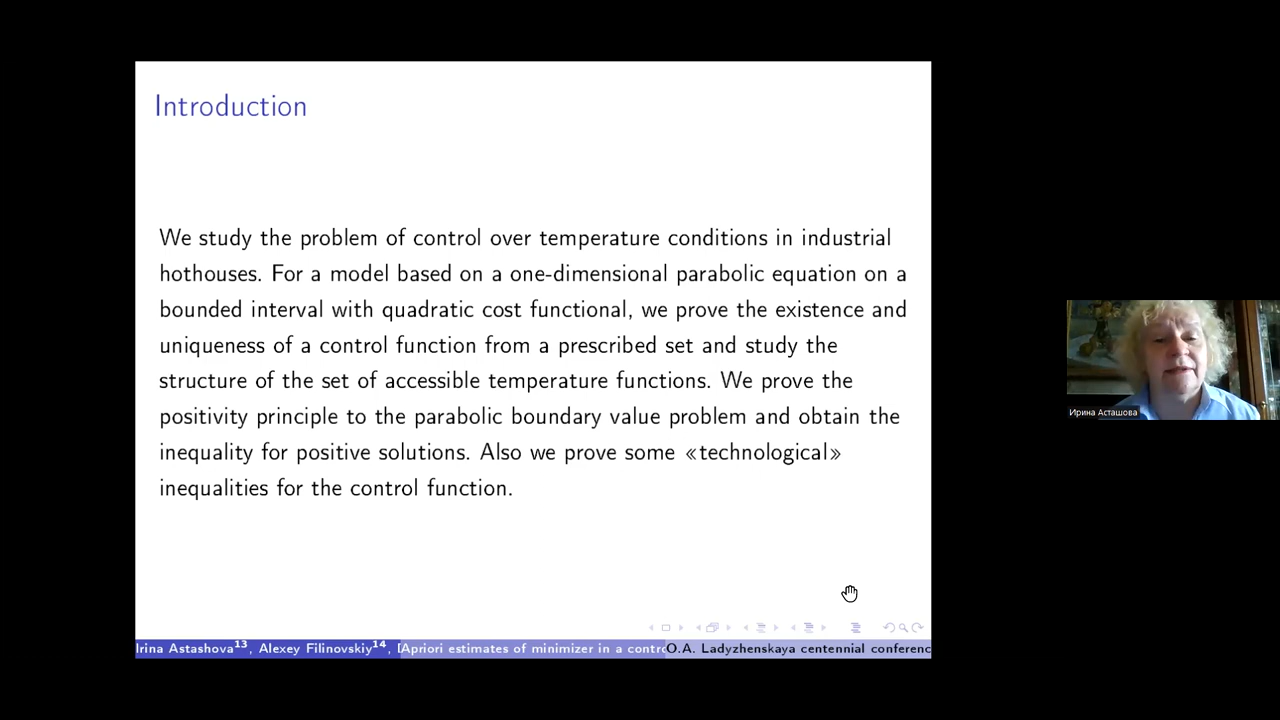 Introduction
We study the problem of control over temperature conditions in industrial
hothouses. For a model based on a one-dimensional parabolic equation on a
bounded interval with quadratic cost functional, we prove the existence and
uniqueness of a control function from a prescribed set and study the
structure of the set of accessible temperature functions. We prove the
positivity principle to the parabolic boundary value problem and obtain the
inequality for positive solutions. Also we prove some «technological»
inequalities for the control function.
Ирина Асташова
Irina Astashova13, Alexey Filinovskiy14,
Apriori estimates of minimizer in a contro
O.A. Ladyzhenskaya centennial conferenc